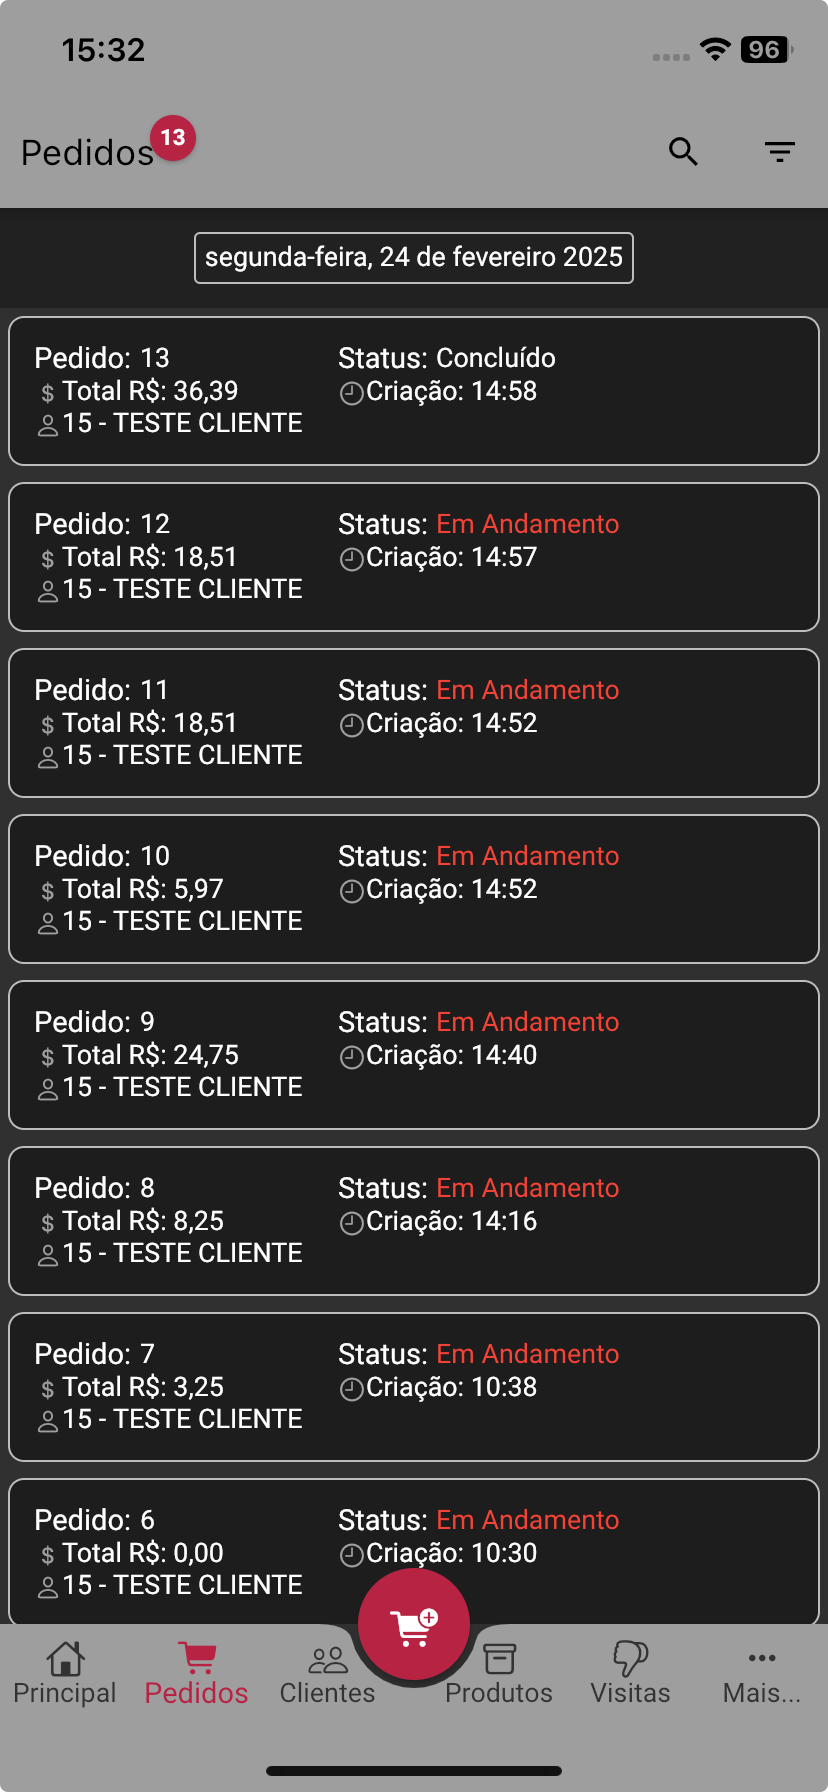 15:32
96
Pedidos
13
segunda-feira, 24 de fevereiro 2025
Pedido: 13 Status: Concluído
$ Total R$: 36,39 Criação: 14:58
15 - TESTE CLIENTE
Pedido: 12 Status: Em Andamento
$ Total R$: 18,51 Criação: 14:57
15 - TESTE CLIENTE
Pedido: 11 Status: Em Andamento
$ Total R$: 18,51 Criação: 14:52
15 - TESTE CLIENTE
Pedido: 10 Status: Em Andamento
$ Total R$: 5,97 Criação: 14:52
15 - TESTE CLIENTE
Pedido: 9 Status: Em Andamento
$ Total R$: 24,75 Criação: 14:40
15 - TESTE CLIENTE
Pedido: 8 Status: Em Andamento
$ Total R$: 8,25 Criação: 14:16
15 - TESTE CLIENTE
Pedido: 7 Status: Em Andamento
$ Total R$: 3,25 Criação: 10:38
15 - TESTE CLIENTE
Pedido: 6 Status: Em Andamento
$ Total R$: 0,00 Criação: 10:30
15 - TESTE CLIENTE
Principal Pedidos Clientes Produtos Visitas Mais...